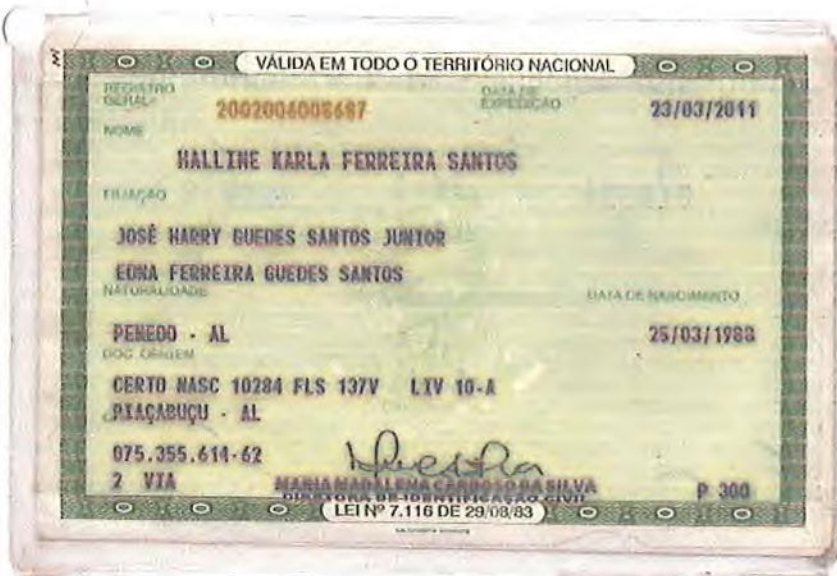 VÁLIDA EM TODO O TERRITÓRIO NACIONAL
REGISTRO GERAL 2002004008687 DATA DE EXPEDIÇÃO 23/03/2011
NOME
HALLINE KARLA FERREIRA SANTOS
FILIAÇÃO
JOSÉ HARRY GUEDES SANTOS JUNIOR
EDNA FERREIRA GUEDES SANTOS
NATURALIDADE DATA DE NASCIMENTO
PENEDO - AL 25/03/1988
DOC ORIGEM
CERTO NASC 10284 FLS 137V LIV 10-A
PIAÇABUÇU - AL
075.355.614-62
2 VIA MARIA MADALENA CARDOSO DA SILVA P 300
DIRETORA DE IDENTIFICAÇÃO CIVIL
LEI Nº 7.116 DE 29/08/83